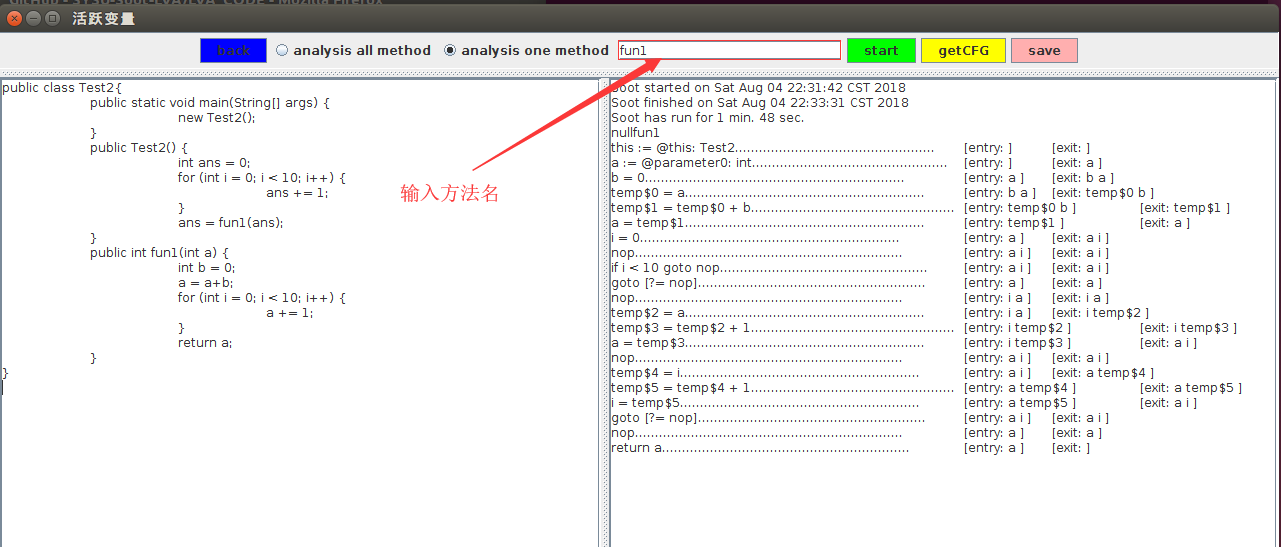 活跃变量
back analysis all method analysis one method fun1 start getCFG save
public class Test2{
public static void main(String[] args) {
new Test2();
}
public Test2() {
int ans = 0;
for (int i = 0; i < 10; i++) {
ans += 1;
}
ans = fun1(ans);
}
public int fun1(int a) {
int b = 0;
a = a+b;
for (int i = 0; i < 10; i++) {
a += 1;
}
return a;
}
}
输入方法名
Soot started on Sat Aug 04 22:31:42 CST 2018
Soot finished on Sat Aug 04 22:33:31 CST 2018
Soot has run for 1 min. 48 sec.
nullfun1
this := @this: Test2.................................................. [entry: ] [exit: ]
a := @parameter0: int................................................. [entry: ] [exit: a ]
b = 0................................................................. [entry: a ] [exit: b a ]
temp$0 = a............................................................ [entry: b a ] [exit: temp$0 b ]
temp$1 = temp$0 + b................................................... [entry: temp$0 b ] [exit: temp$1 ]
a = temp$1............................................................ [entry: temp$1 ] [exit: a ]
i = 0................................................................. [entry: a ] [exit: a i ]
nop................................................................... [entry: a i ] [exit: a i ]
if i < 10 goto nop.................................................... [entry: a i ] [exit: a i ]
goto [?= nop]......................................................... [entry: a ] [exit: a ]
nop................................................................... [entry: i a ] [exit: i a ]
temp$2 = a............................................................ [entry: i a ] [exit: i temp$2 ]
temp$3 = temp$2 + 1................................................... [entry: i temp$2 ] [exit: i temp$3 ]
a = temp$3............................................................ [entry: i temp$3 ] [exit: a i ]
nop................................................................... [entry: a i ] [exit: a i ]
temp$4 = i............................................................ [entry: a i ] [exit: a temp$4 ]
temp$5 = temp$4 + 1................................................... [entry: a temp$4 ] [exit: a temp$5 ]
i = temp$5............................................................ [entry: a temp$5 ] [exit: a i ]
goto [?= nop]......................................................... [entry: a i ] [exit: a i ]
nop................................................................... [entry: a ] [exit: a ]
return a.............................................................. [entry: a ] [exit: ]